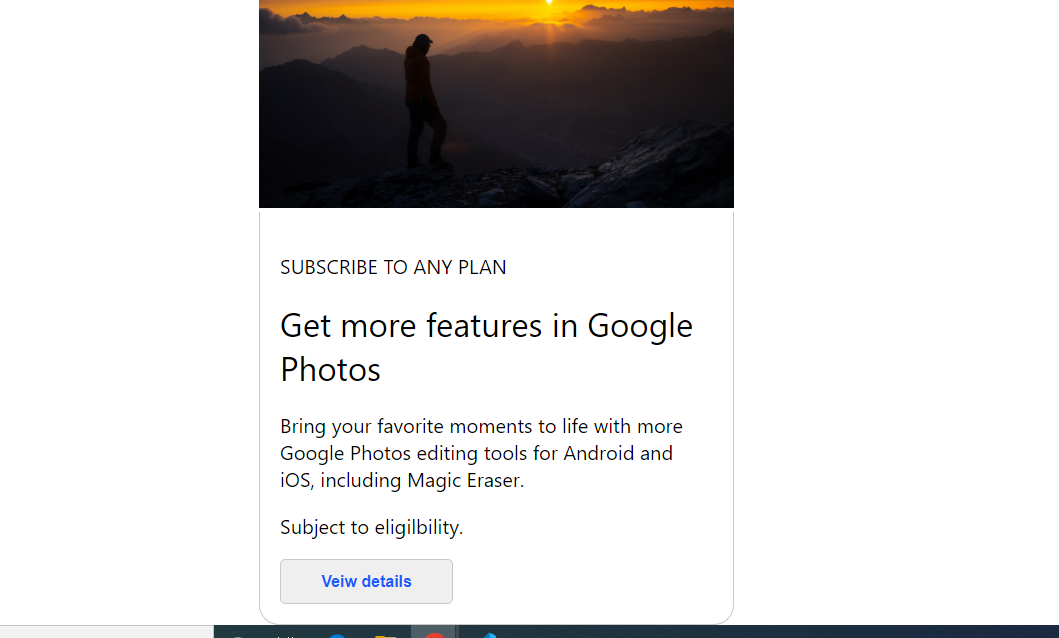 SUBSCRIBE TO ANY PLAN
Get more features in Google
Photos
Bring your favorite moments to life with more
Google Photos editing tools for Android and
iOS, including Magic Eraser.
Subject to eligilbility.
Veiw details